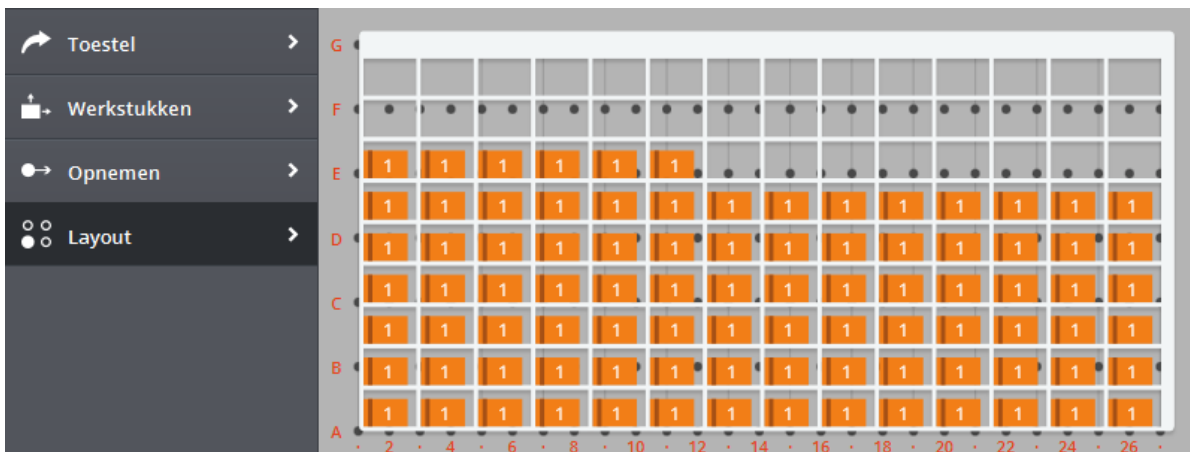 Toestel
Werkstukken
Opnemen
Layout
G
F
E 1 1 1 1 1 1
1 1 1 1 1 1 1 1 1 1 1 1 1 1
D 1 1 1 1 1 1 1 1 1 1 1 1 1 1
C 1 1 1 1 1 1 1 1 1 1 1 1 1 1
1 1 1 1 1 1 1 1 1 1 1 1 1 1
B 1 1 1 1 1 1 1 1 1 1 1 1 1 1
1 1 1 1 1 1 1 1 1 1 1 1 1 1
A
2 4 6 8 10 12 14 16 18 20 22 24 26